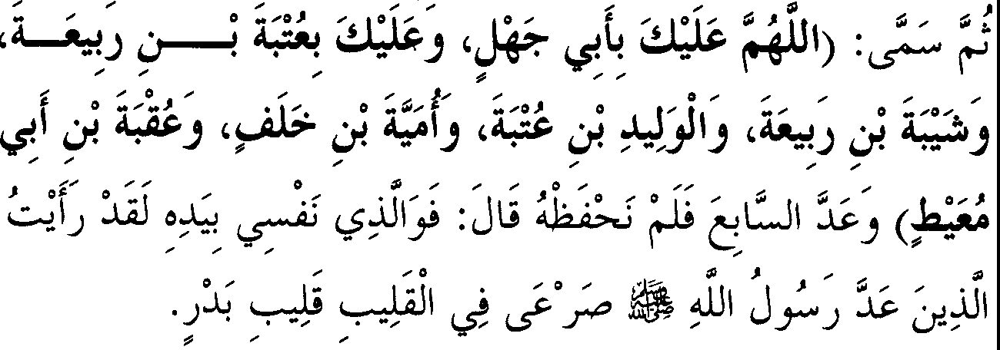 ثُمَّ سَمَّى: (اللَّهُمَّ عَلَيْكَ بِأَبِي جَهْلٍ، وَعَلَيْكَ بِعُتْبَةَ بْـــــنِ رَبِيعَـــةَ،
وَشَيْبَةَ بْنِ رَبِيعَةَ، وَالْوَلِيدِ بْنِ عُتْبَةَ، وَأُمَيَّةَ بْنِ خَلَفٍ، وَعُقْبَةَ بْنِ أَبِي
مُعَيْطٍ) وَعَدَّ السَّابِعَ فَلَمْ نَحْفَظْهُ قَالَ: فَوَالَّذِي نَفْسِي بِيَدِهِ لَقَدْ رَأَيْتُ
الَّذِينَ عَدَّ رَسُولُ اللَّهِ ﷺ صَرْعَى فِي الْقَلِيبِ قَلِيبِ بَدْرٍ.